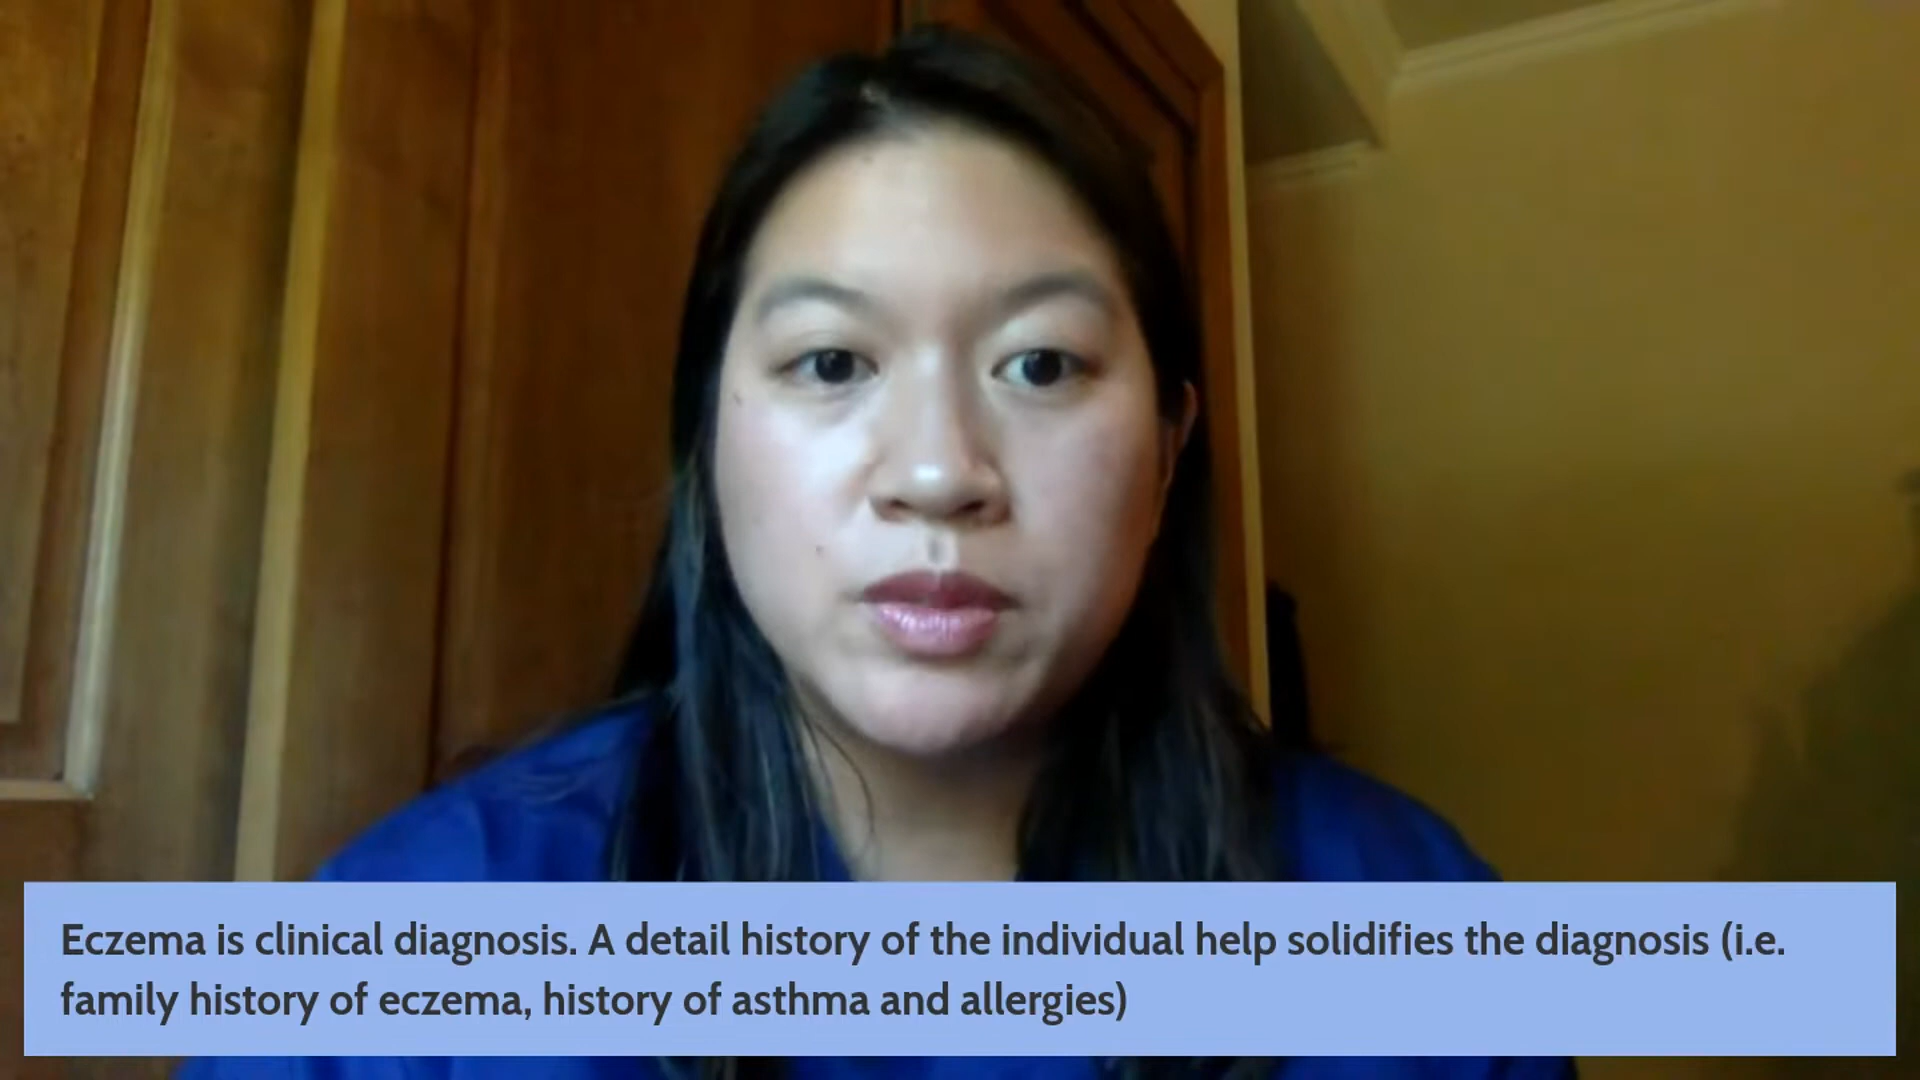 Eczema is clinical diagnosis. A detail history of the individual help solidifies the diagnosis (i.e.
family history of eczema, history of asthma and allergies)